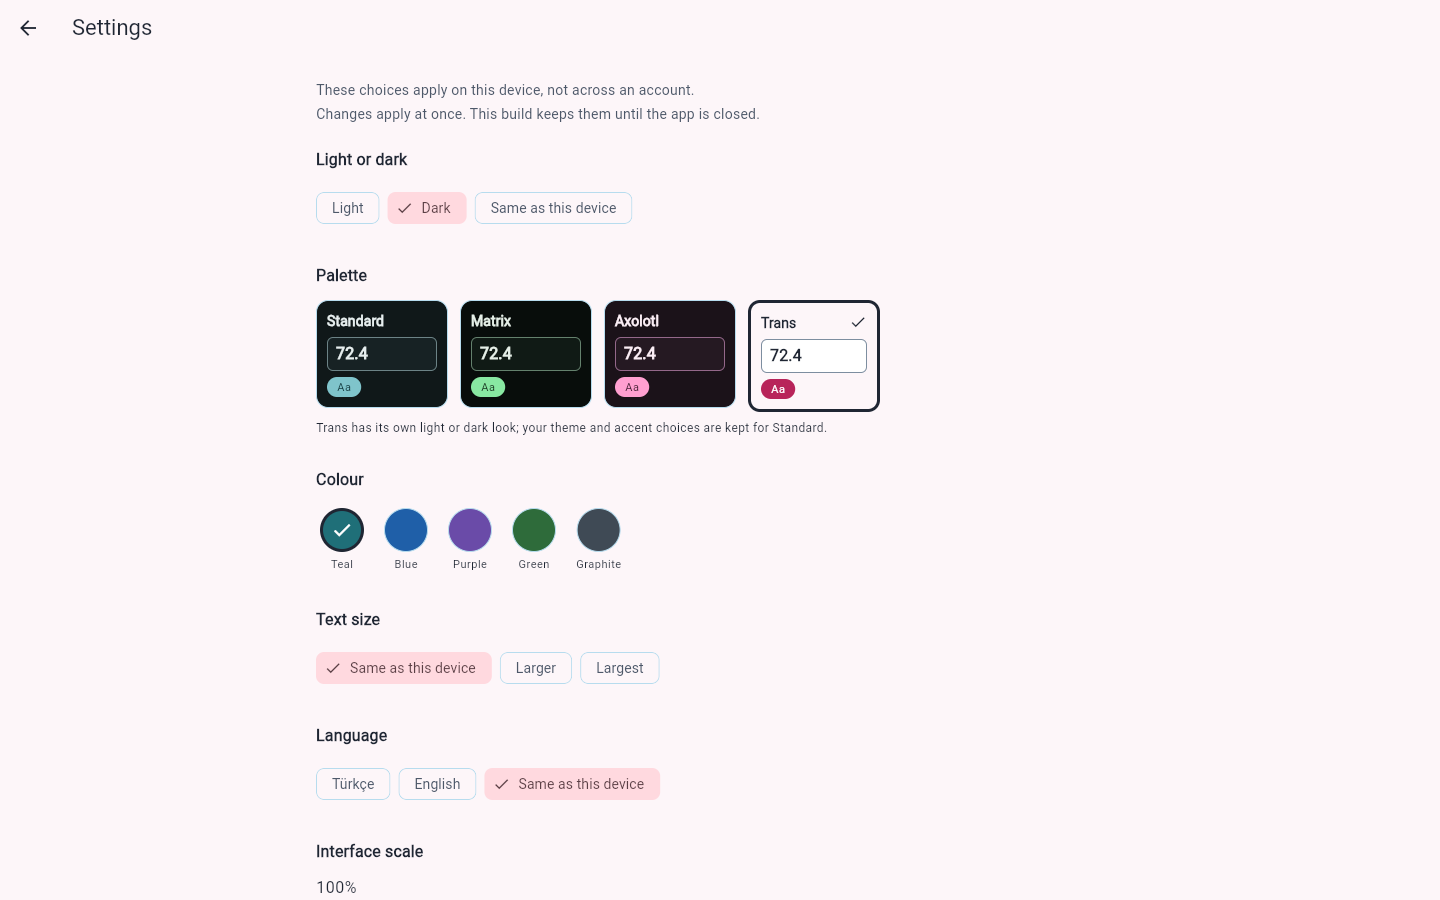 Settings
These choices apply on this device, not across an account.
Changes apply at once. This build keeps them until the app is closed.
Light or dark
Light
Dark
Same as this device
Palette
Standard
72.4
Aa
Matrix
72.4
Aa
Axolotl
72.4
Aa
Trans
72.4
Aa
Trans has its own light or dark look; your theme and accent choices are kept for Standard.
Colour
Teal
Blue
Purple
Green
Graphite
Text size
Same as this device
Larger
Largest
Language
Türkçe
English
Same as this device
Interface scale
100%